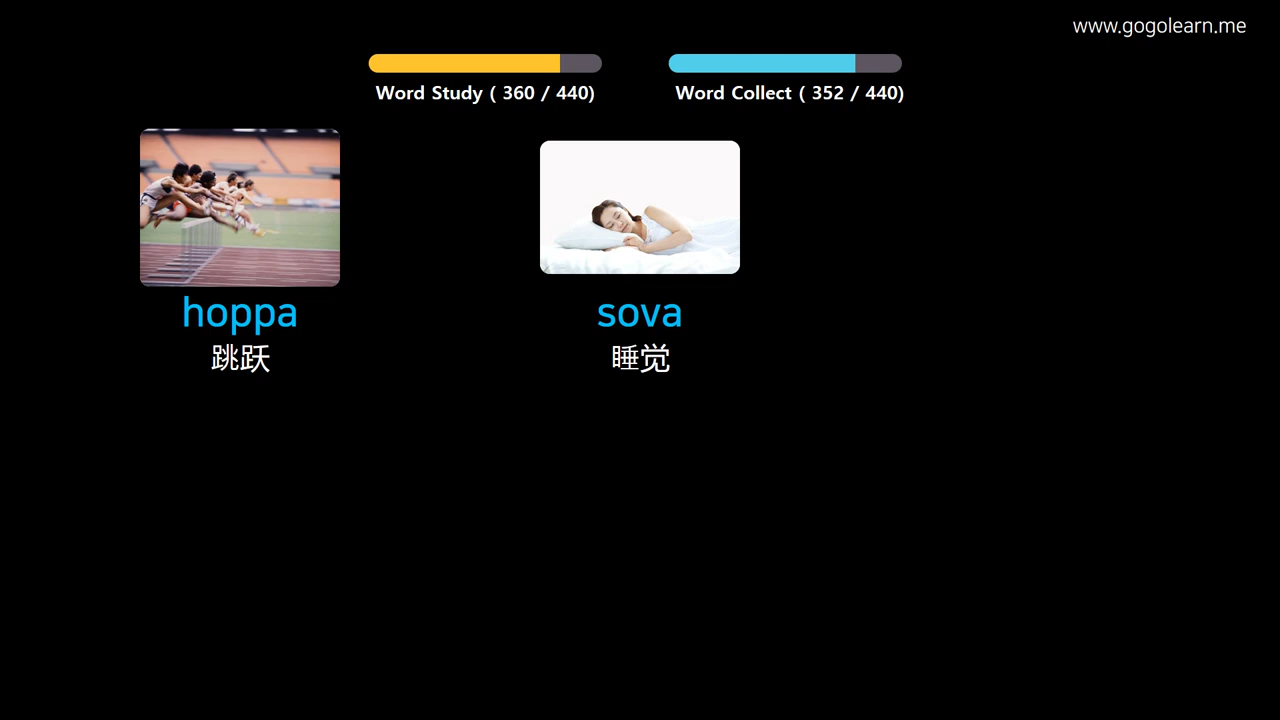 www.gogolearn.me
Word Study ( 360 / 440)
Word Collect ( 352 / 440)
hoppa
跳跃
sova
睡觉